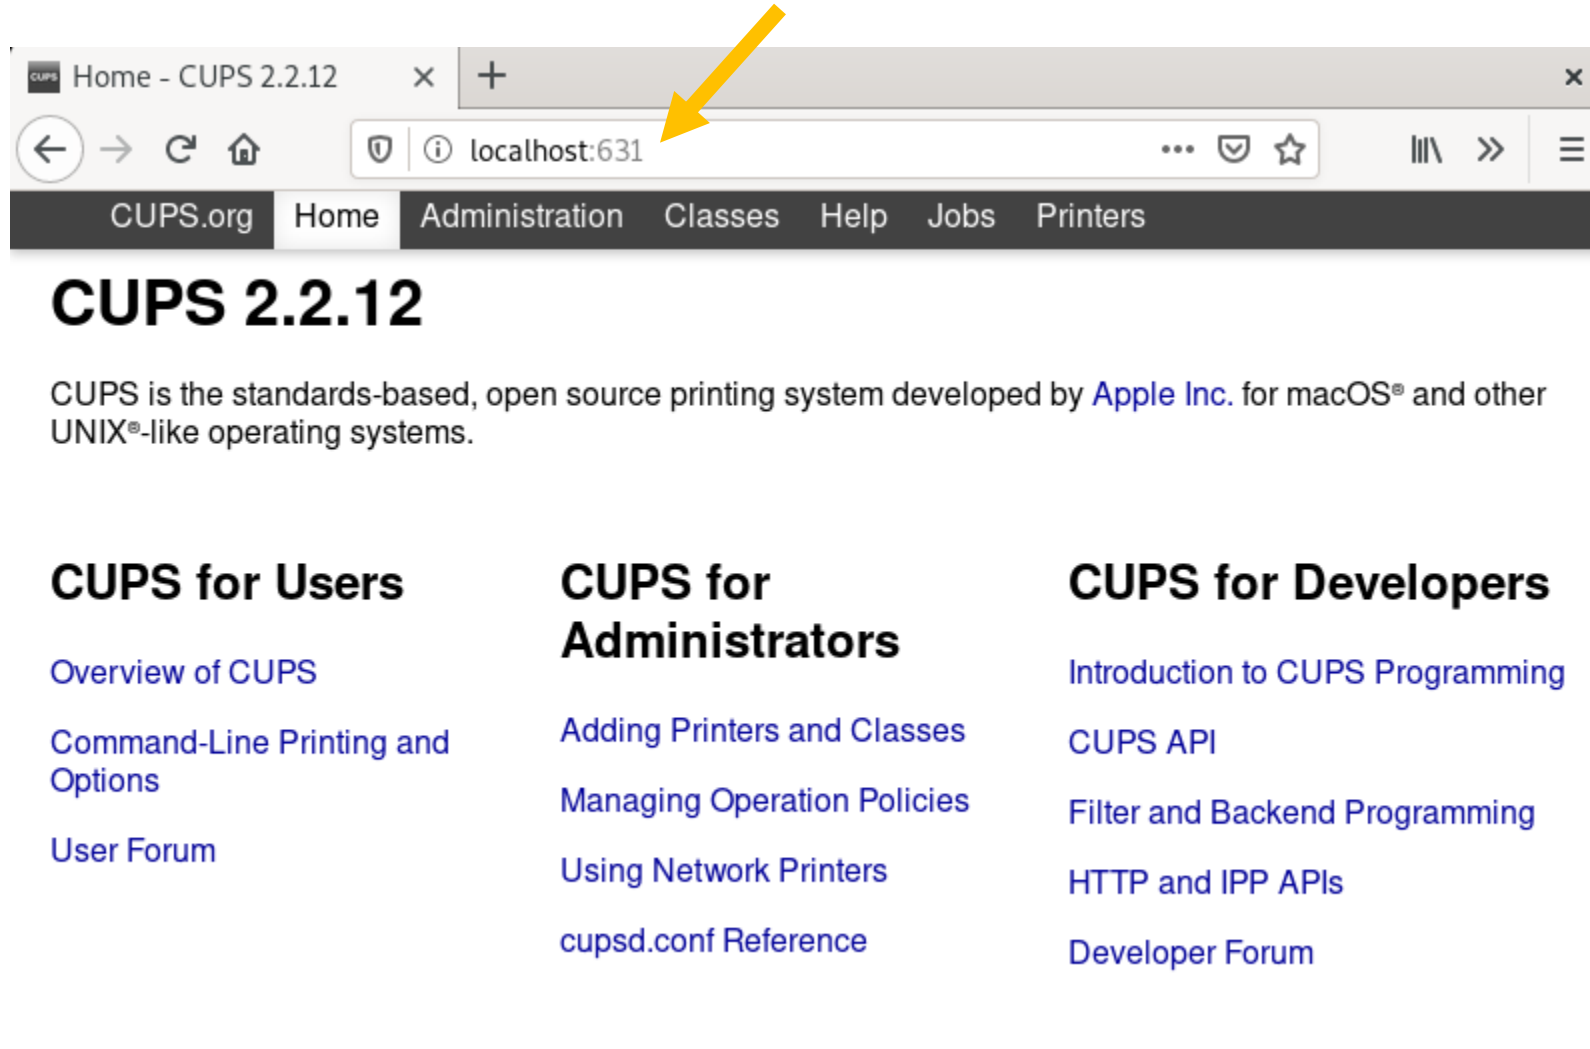 CUPS Home - CUPS 2.2.12
localhost:631
CUPS.org Home Administration Classes Help Jobs Printers
CUPS 2.2.12
CUPS is the standards-based, open source printing system developed by Apple Inc. for macOS® and other
UNIX®-like operating systems.
CUPS for Users
Overview of CUPS
Command-Line Printing and
Options
User Forum
CUPS for
Administrators
Adding Printers and Classes
Managing Operation Policies
Using Network Printers
cupsd.conf Reference
CUPS for Developers
Introduction to CUPS Programming
CUPS API
Filter and Backend Programming
HTTP and IPP APIs
Developer Forum